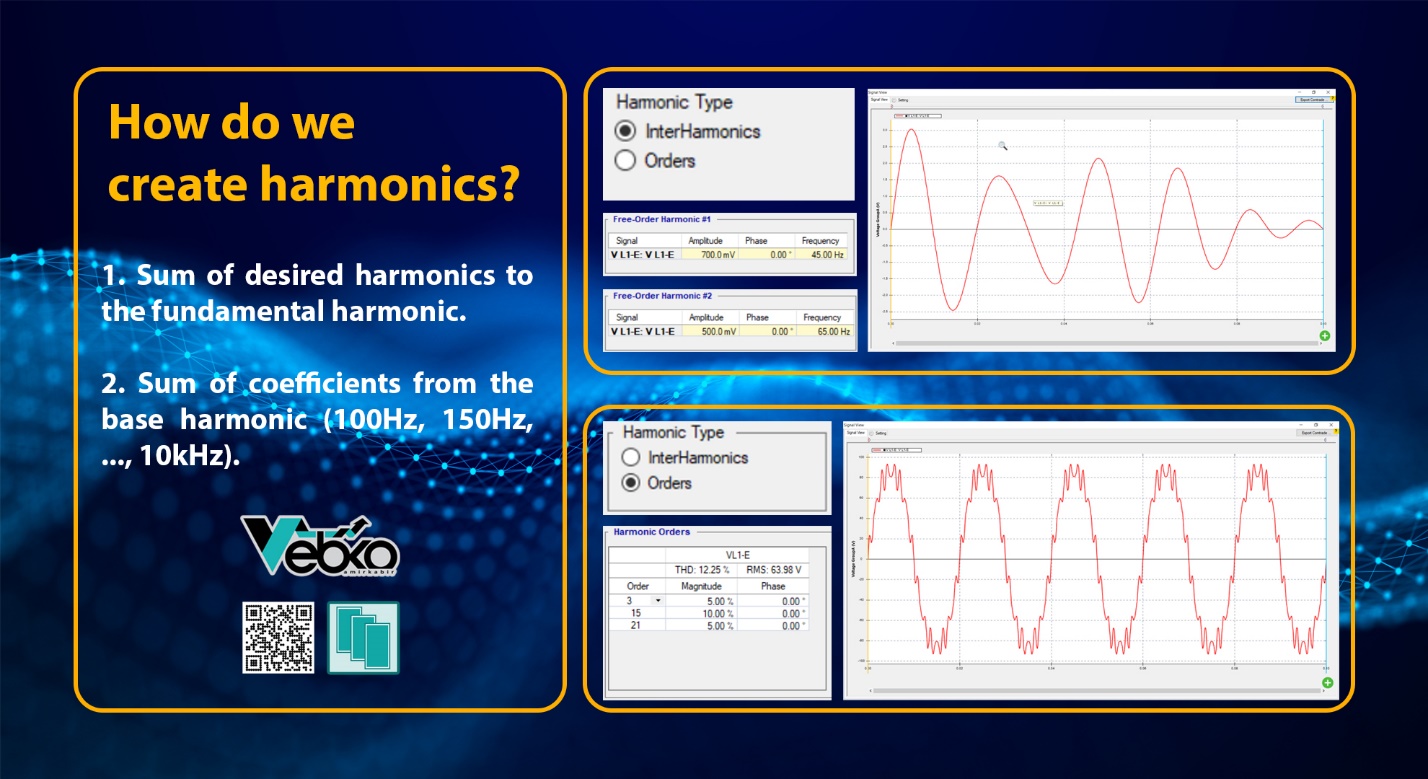 How do we
create harmonics?
1. Sum of desired harmonics to
the fundamental harmonic.
2. Sum of coefficients from the
base harmonic (100Hz, 150Hz,
..., 10kHz).
Vebko
amirkabir
Harmonic Type
InterHarmonics
Orders
Free-Order Harmonic #1
Signal Amplitude Phase Frequency
V L1-E: V L1-E 700.0 mV 0.00 ° 45.00 Hz
Free-Order Harmonic #2
Signal Amplitude Phase Frequency
V L1-E: V L1-E 500.0 mV 0.00 ° 65.00 Hz
Signal View
Signal View Setting
Export Comtrade...
Voltage Group A (V)
Harmonic Type
InterHarmonics
Orders
Harmonic Orders
VL1-E
THD: 12.25 % RMS: 63.98 V
Order Magnitude Phase
3 5.00 % 0.00 °
15 10.00 % 0.00 °
21 5.00 % 0.00 °
Signal View
Signal View Setting
Export Comtrade...
Voltage Group A (V)